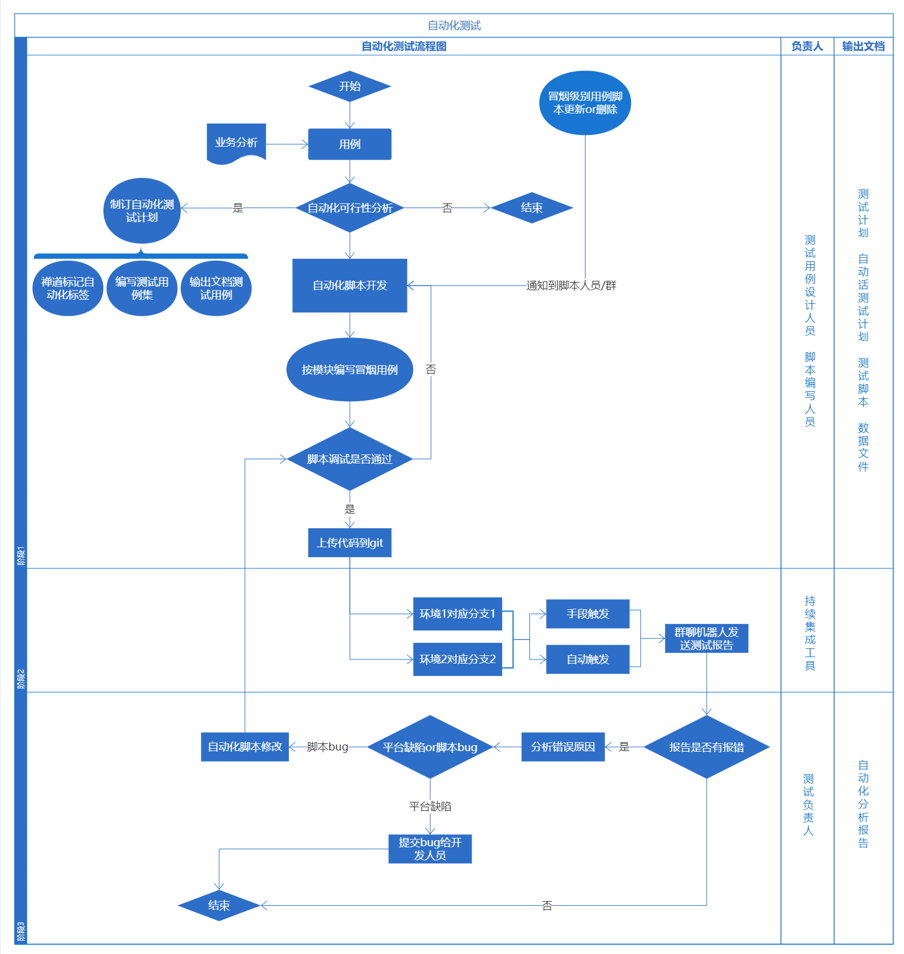 自动化测试
自动化测试流程图
负责人
输出文档
开始
冒烟级别用例脚
本更新or删除
业务分析
用例
制订自动化测
试计划
是
自动化可行性分析
否
结束
禅道标记自
动化标签
编写测试用
例集
输出文档测
试用例
自动化脚本开发
通知到脚本人员/群
按模块编写冒烟用例
否
脚本调试是否通过
是
上传代码到git
测试用例设计人员 脚本编写人员
测试计划 自动话测试计划 测试脚本 数据文件
阶段1
环境1对应分支1
手段触发
群聊机器人发
送测试报告
环境2对应分支2
自动触发
持续集成工具
阶段2
自动化脚本修改
脚本bug
平台缺陷or脚本bug
分析错误原因
是
报告是否有报错
平台缺陷
提交bug给开
发人员
结束
否
测试负责人
自动化分析报告
阶段3